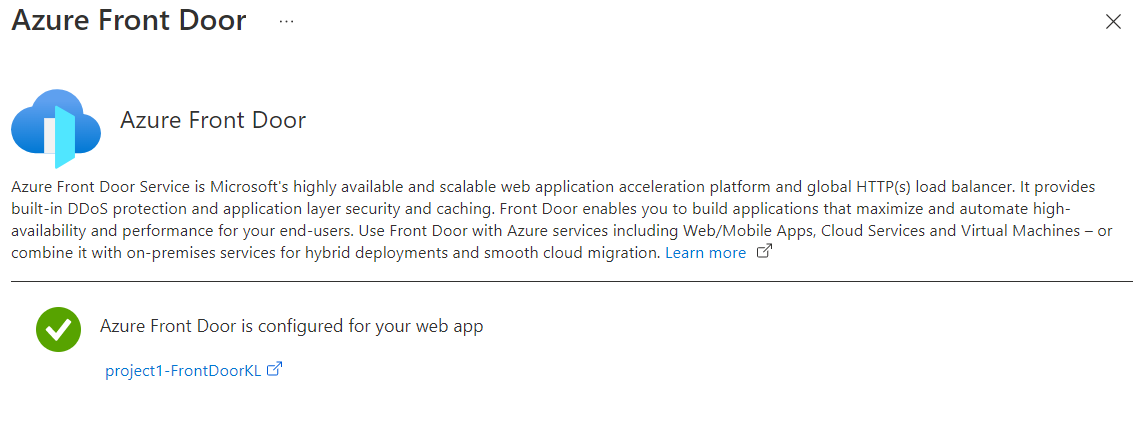 Azure Front Door ...
Azure Front Door
Azure Front Door Service is Microsoft's highly available and scalable web application acceleration platform and global HTTP(s) load balancer. It provides
built-in DDoS protection and application layer security and caching. Front Door enables you to build applications that maximize and automate high-
availability and performance for your end-users. Use Front Door with Azure services including Web/Mobile Apps, Cloud Services and Virtual Machines – or
combine it with on-premises services for hybrid deployments and smooth cloud migration. Learn more
Azure Front Door is configured for your web app
project1-FrontDoorKL